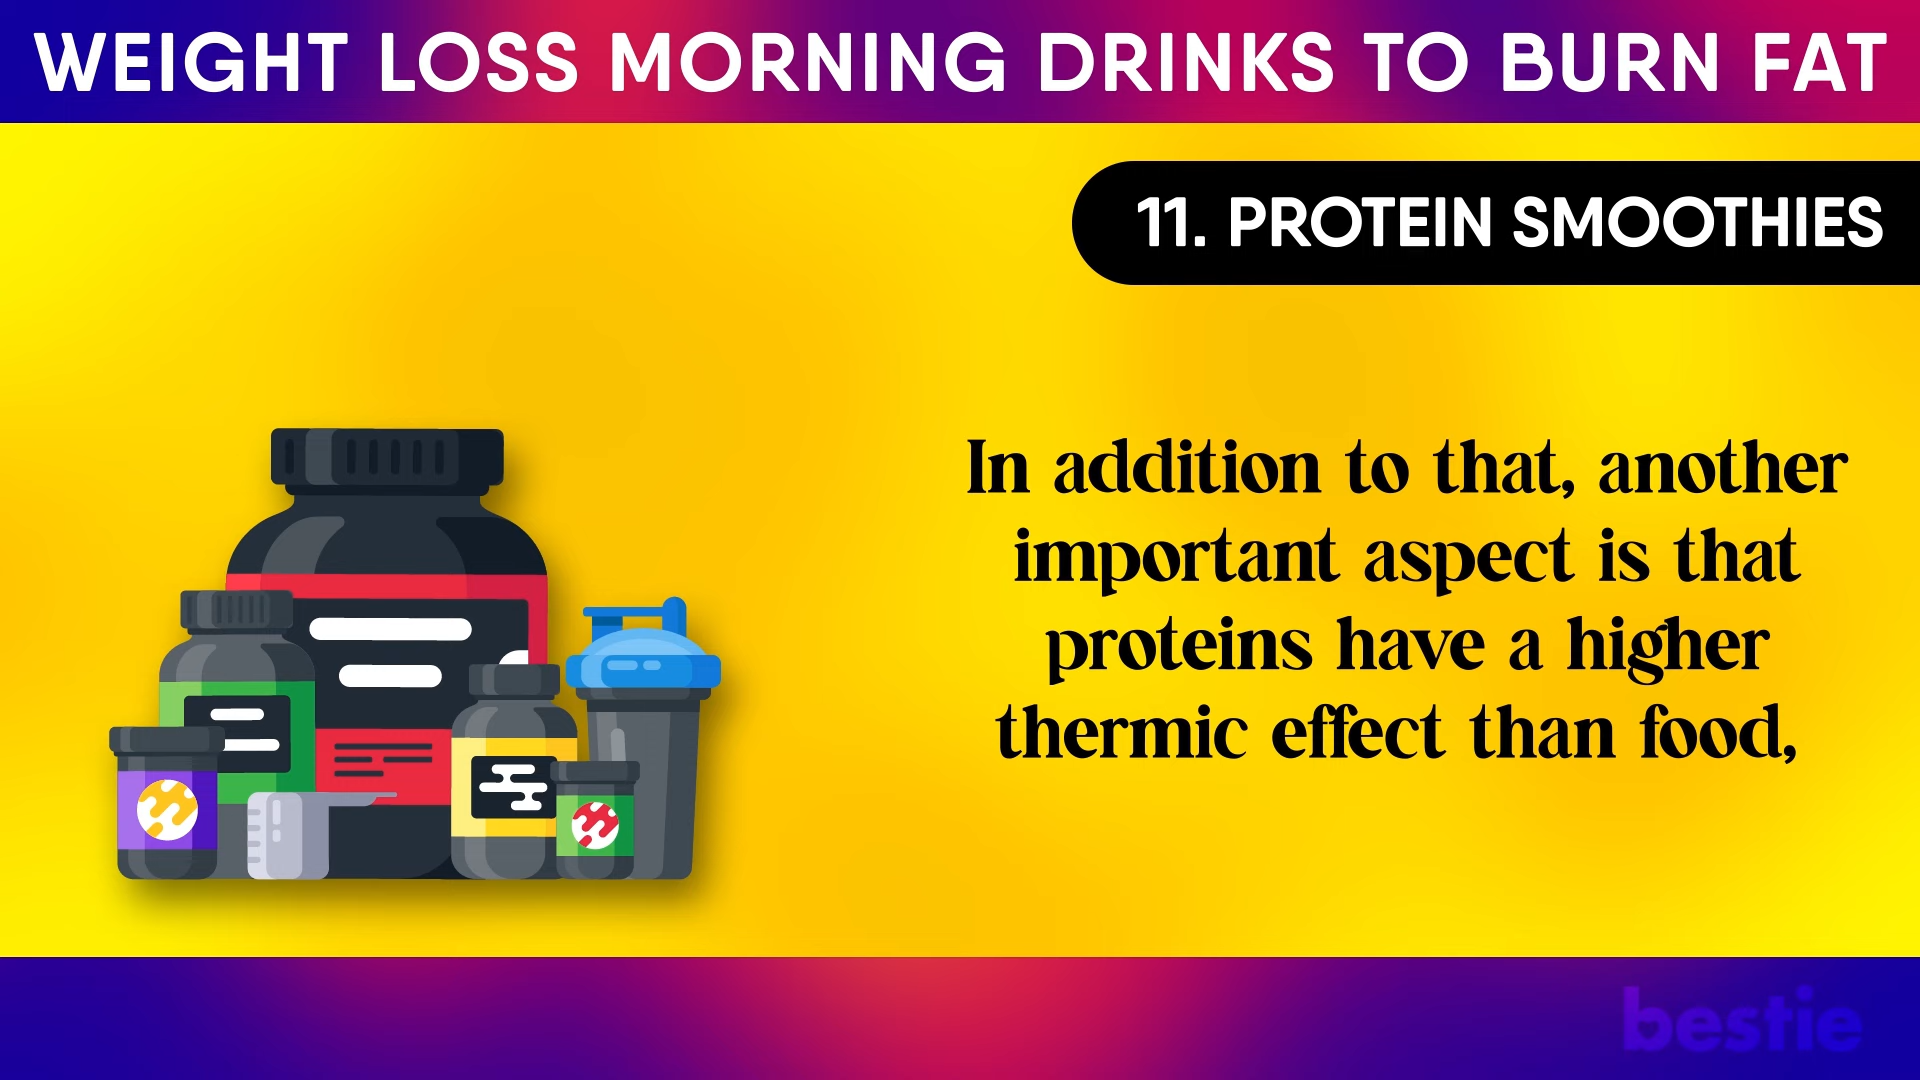 WEIGHT LOSS MORNING DRINKS TO BURN FAT
11. PROTEIN SMOOTHIES
In addition to that, another
important aspect is that
proteins have a higher
thermic effect than food,
bestie